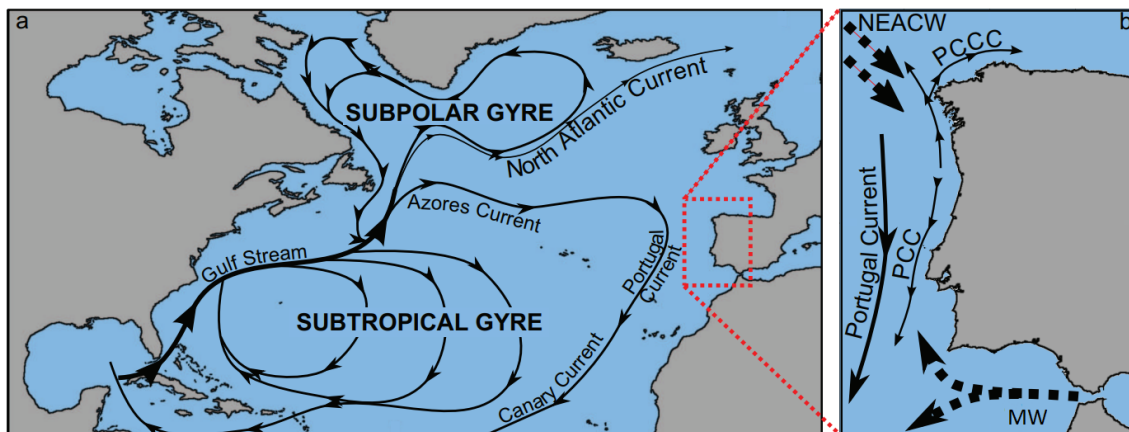 a
SUBPOLAR GYRE
North Atlantic Current
Azores Current
Gulf Stream
Portugal
Current
SUBTROPICAL GYRE
Canary Current
b
NEACW
PCCC
Portugal Current
PCC
MW